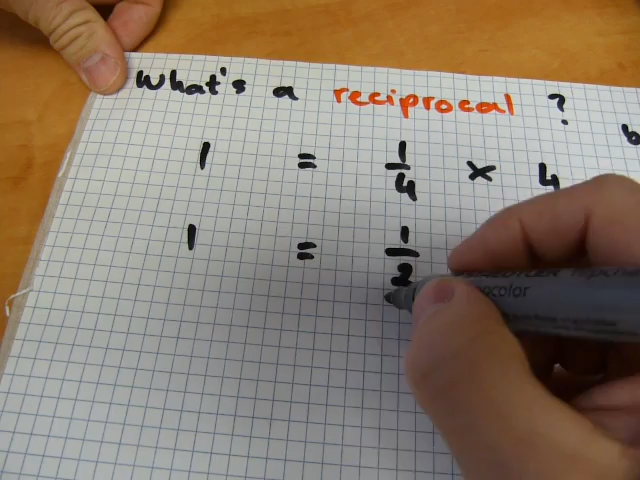 What's a reciprocal ?
1 = 1/4 × 4
1 = 1/2